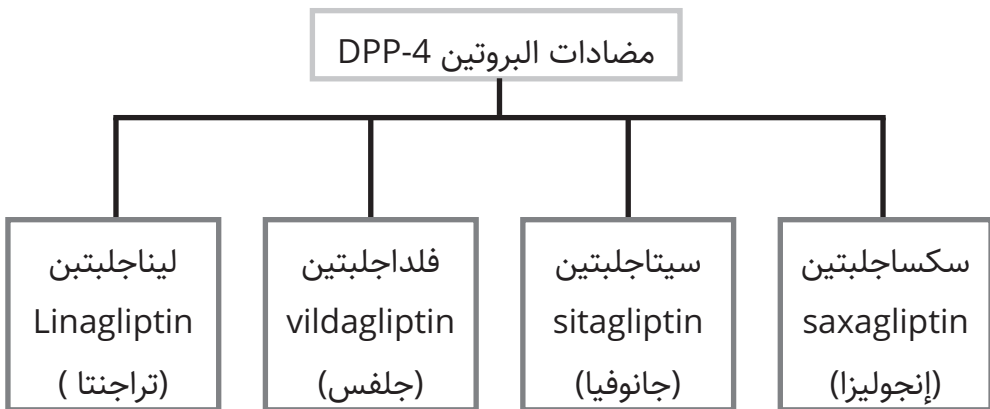 مضادات البروتين DPP-4
سكساجلبتين
saxagliptin
(إنجوليزا)
سيتاجلبتين
sitagliptin
(جانوفيا)
فلداجلبتين
vildagliptin
(جلفس)
ليناجلبتبن
Linagliptin
(تراجنتا )